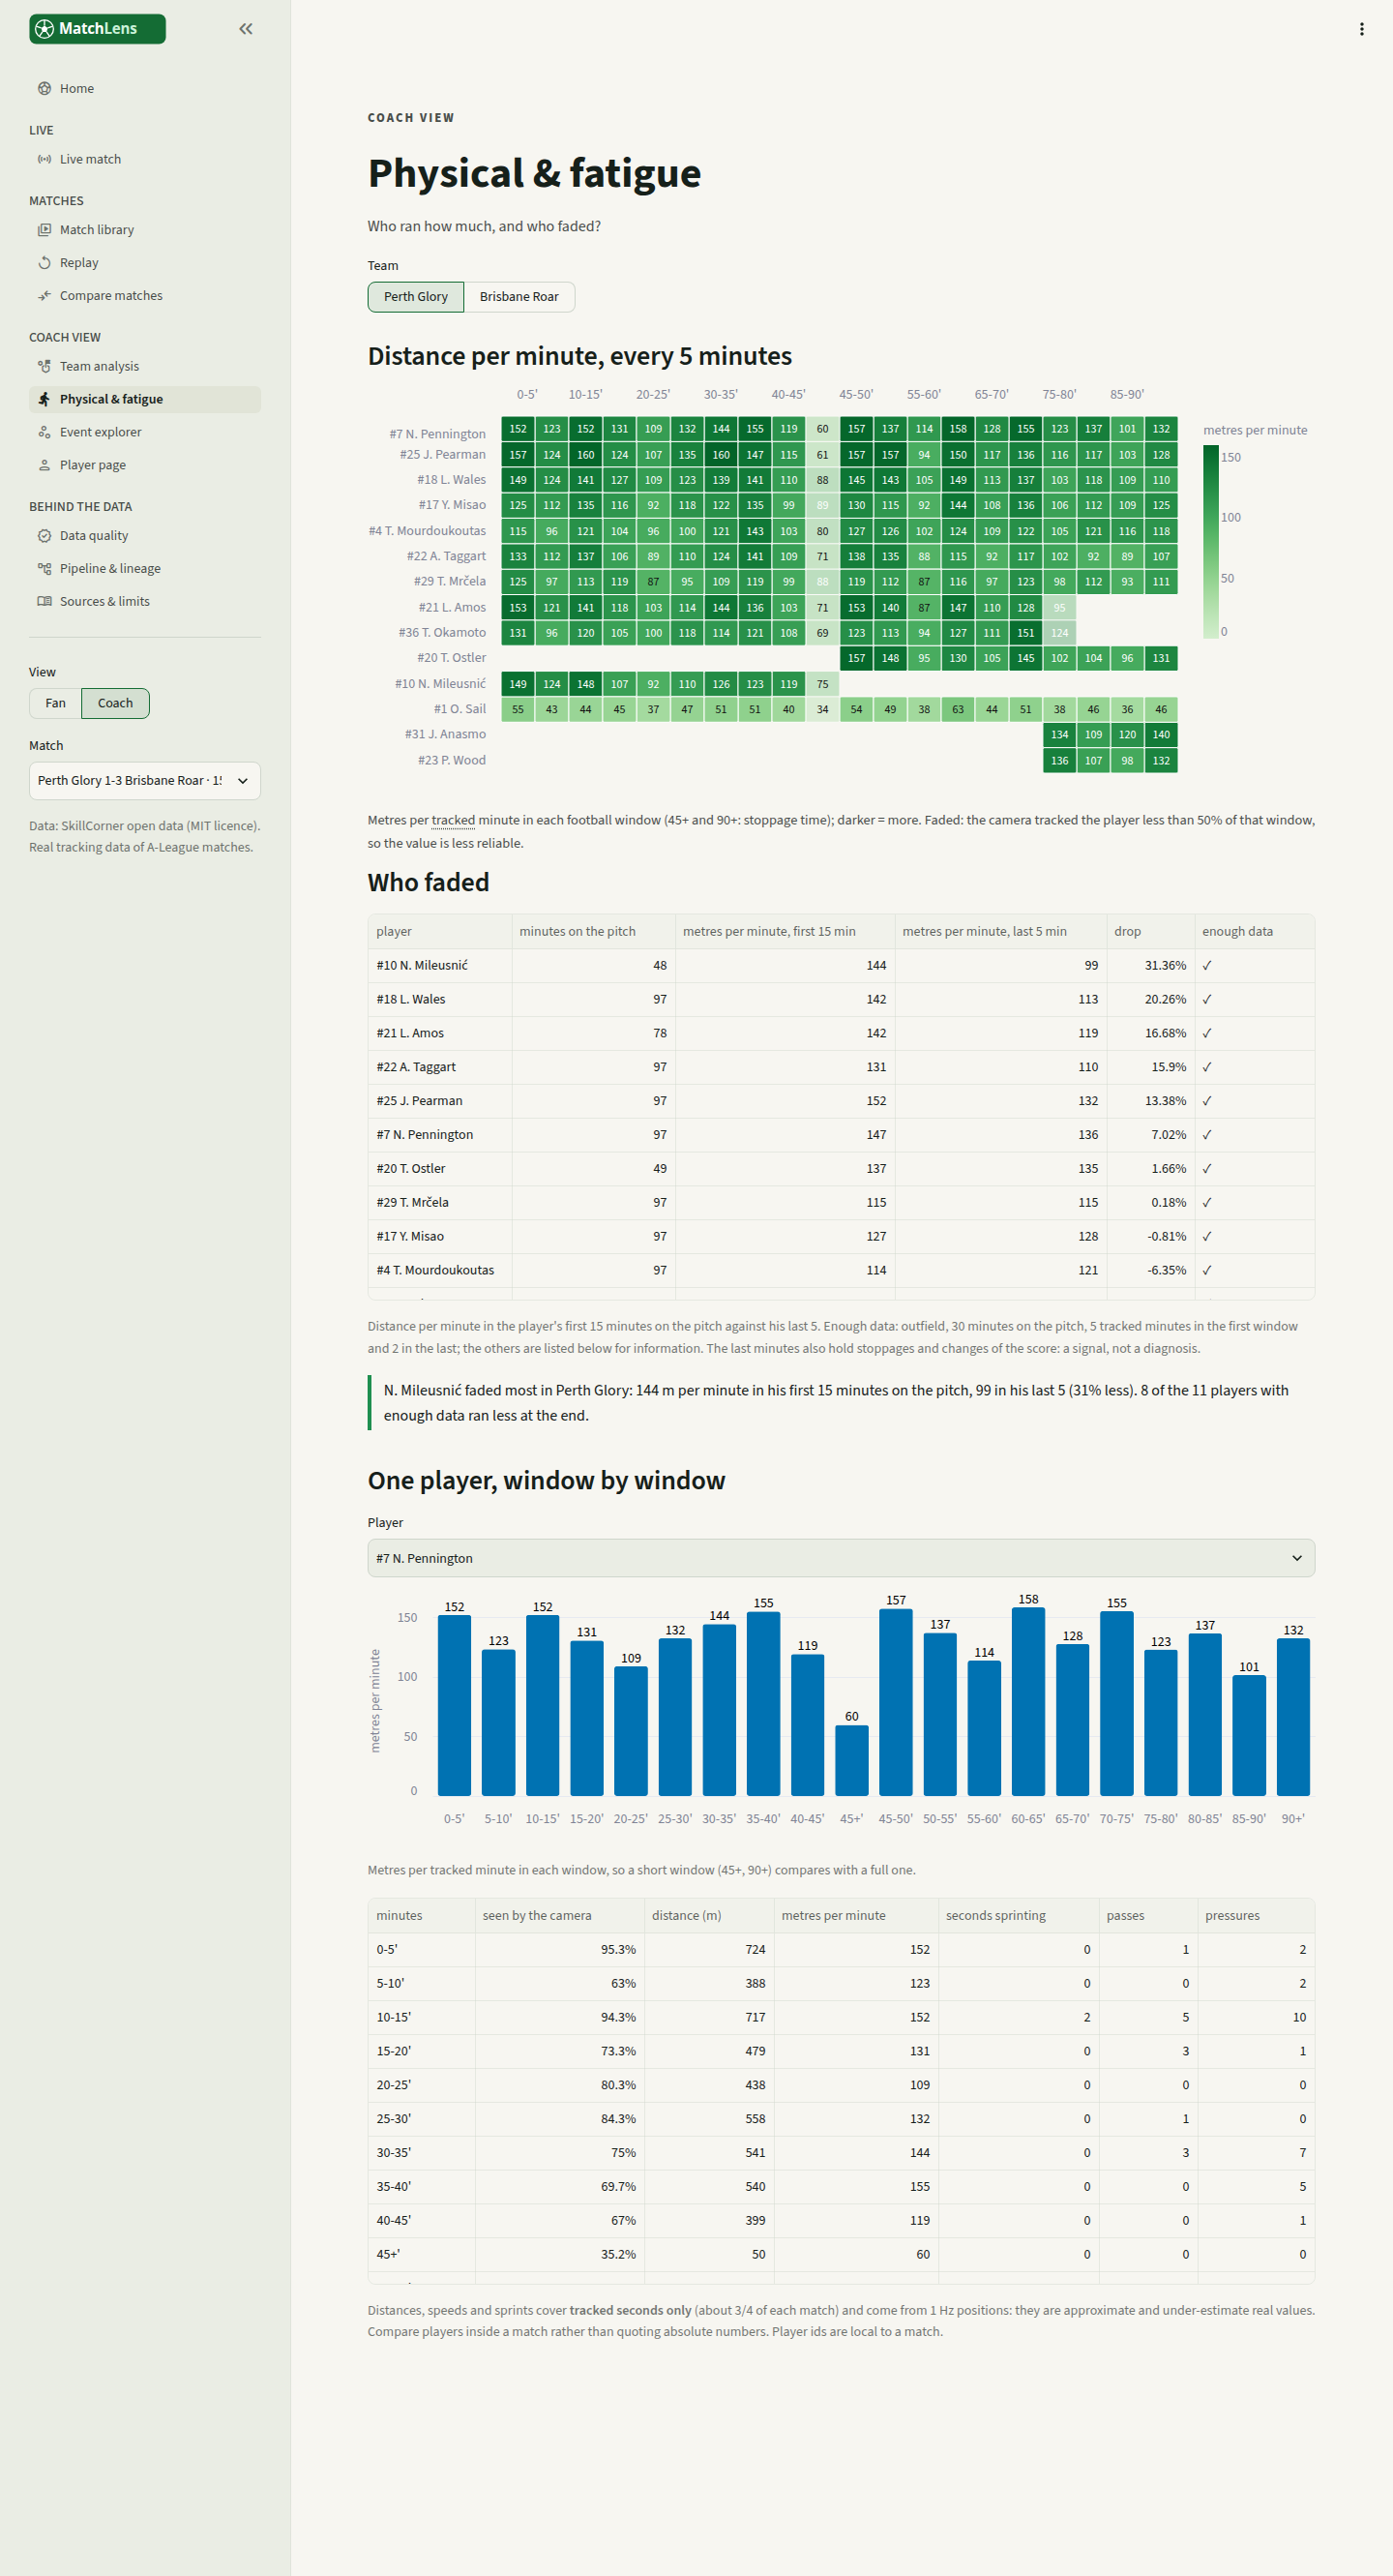 MatchLens
Home
LIVE
Live match
MATCHES
Match library
Replay
Compare matches
COACH VIEW
Team analysis
Physical & fatigue
Event explorer
Player page
BEHIND THE DATA
Data quality
Pipeline & lineage
Sources & limits
View
Fan Coach
Match
Perth Glory 1-3 Brisbane Roar · 1
Data: SkillCorner open data (MIT licence).
Real tracking data of A-League matches.
COACH VIEW
Physical & fatigue
Who ran how much, and who faded?
Team
Perth Glory Brisbane Roar
Distance per minute, every 5 minutes
0-5' 10-15' 20-25' 30-35' 40-45' 45-50' 55-60' 65-70' 75-80' 85-90'
#7 N. Pennington 152 123 152 131 109 132 144 155 119 60 157 137 114 158 128 155 123 137 101 132
#25 J. Pearman 157 124 160 124 107 135 160 147 115 61 157 157 94 150 117 136 116 117 103 128
#18 L. Wales 149 124 141 127 109 123 139 141 110 88 145 143 105 149 113 137 103 118 109 110
#17 Y. Misao 125 112 135 116 92 118 122 135 99 89 130 115 92 144 108 136 106 112 109 125
#4 T. Mourdoukoutas 115 96 121 104 96 100 121 143 103 80 127 126 102 124 109 122 105 121 116 118
#22 A. Taggart 133 112 137 106 89 110 124 141 109 71 138 135 88 115 92 117 102 92 89 107
#29 T. Mrčela 125 97 113 119 87 95 109 119 99 88 119 112 87 116 97 123 98 112 93 111
#21 L. Amos 153 121 141 118 103 114 144 136 103 71 153 140 87 147 110 128 95
#36 T. Okamoto 131 96 120 105 100 118 114 121 108 69 123 113 94 127 111 151 124
#20 T. Ostler 157 148 95 130 105 145 102 104 96 131
#10 N. Mileusnić 149 124 148 107 92 110 126 123 119 75
#1 O. Sail 55 43 44 45 37 47 51 51 40 34 54 49 38 63 44 51 38 46 36 46
#31 J. Anasmo 134 109 120 140
#23 P. Wood 136 107 98 132
metres per minute
150
100
50
0
Metres per tracked minute in each football window (45+ and 90+: stoppage time); darker = more. Faded: the camera tracked the player less than 50% of that window,
so the value is less reliable.
Who faded
player minutes on the pitch metres per minute, first 15 min metres per minute, last 5 min drop enough data
#10 N. Mileusnić 48 144 99 31.36% ✓
#18 L. Wales 97 142 113 20.26% ✓
#21 L. Amos 78 142 119 16.68% ✓
#22 A. Taggart 97 131 110 15.9% ✓
#25 J. Pearman 97 152 132 13.38% ✓
#7 N. Pennington 97 147 136 7.02% ✓
#20 T. Ostler 49 137 135 1.66% ✓
#29 T. Mrčela 97 115 115 0.18% ✓
#17 Y. Misao 97 127 128 -0.81% ✓
#4 T. Mourdoukoutas 97 114 121 -6.35% ✓
Distance per minute in the player's first 15 minutes on the pitch against his last 5. Enough data: outfield, 30 minutes on the pitch, 5 tracked minutes in the first window
and 2 in the last; the others are listed below for information. The last minutes also hold stoppages and changes of the score: a signal, not a diagnosis.
N. Mileusnić faded most in Perth Glory: 144 m per minute in his first 15 minutes on the pitch, 99 in his last 5 (31% less). 8 of the 11 players with
enough data ran less at the end.
One player, window by window
Player
#7 N. Pennington
metres per minute
150
100
50
0
152 123 152 131 109 132 144 155 119 60 157 137 114 158 128 155 123 137 101 132
0-5' 5-10' 10-15' 15-20' 20-25' 25-30' 30-35' 35-40' 40-45' 45+' 45-50' 50-55' 55-60' 60-65' 65-70' 70-75' 75-80' 80-85' 85-90' 90+'
Metres per tracked minute in each window, so a short window (45+, 90+) compares with a full one.
minutes seen by the camera distance (m) metres per minute seconds sprinting passes pressures
0-5' 95.3% 724 152 0 1 2
5-10' 63% 388 123 0 0 2
10-15' 94.3% 717 152 2 5 10
15-20' 73.3% 479 131 0 3 1
20-25' 80.3% 438 109 0 0 0
25-30' 84.3% 558 132 0 1 0
30-35' 75% 541 144 0 3 7
35-40' 69.7% 540 155 0 0 5
40-45' 67% 399 119 0 0 1
45+' 35.2% 50 60 0 0 0
Distances, speeds and sprints cover tracked seconds only (about 3/4 of each match) and come from 1 Hz positions: they are approximate and under-estimate real values.
Compare players inside a match rather than quoting absolute numbers. Player ids are local to a match.